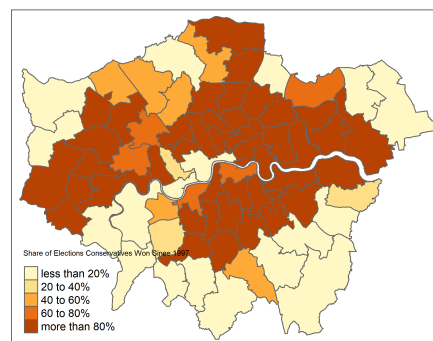 Share of Elections Conservatives Won Since 1997
less than 20%
20 to 40%
40 to 60%
60 to 80%
more than 80%